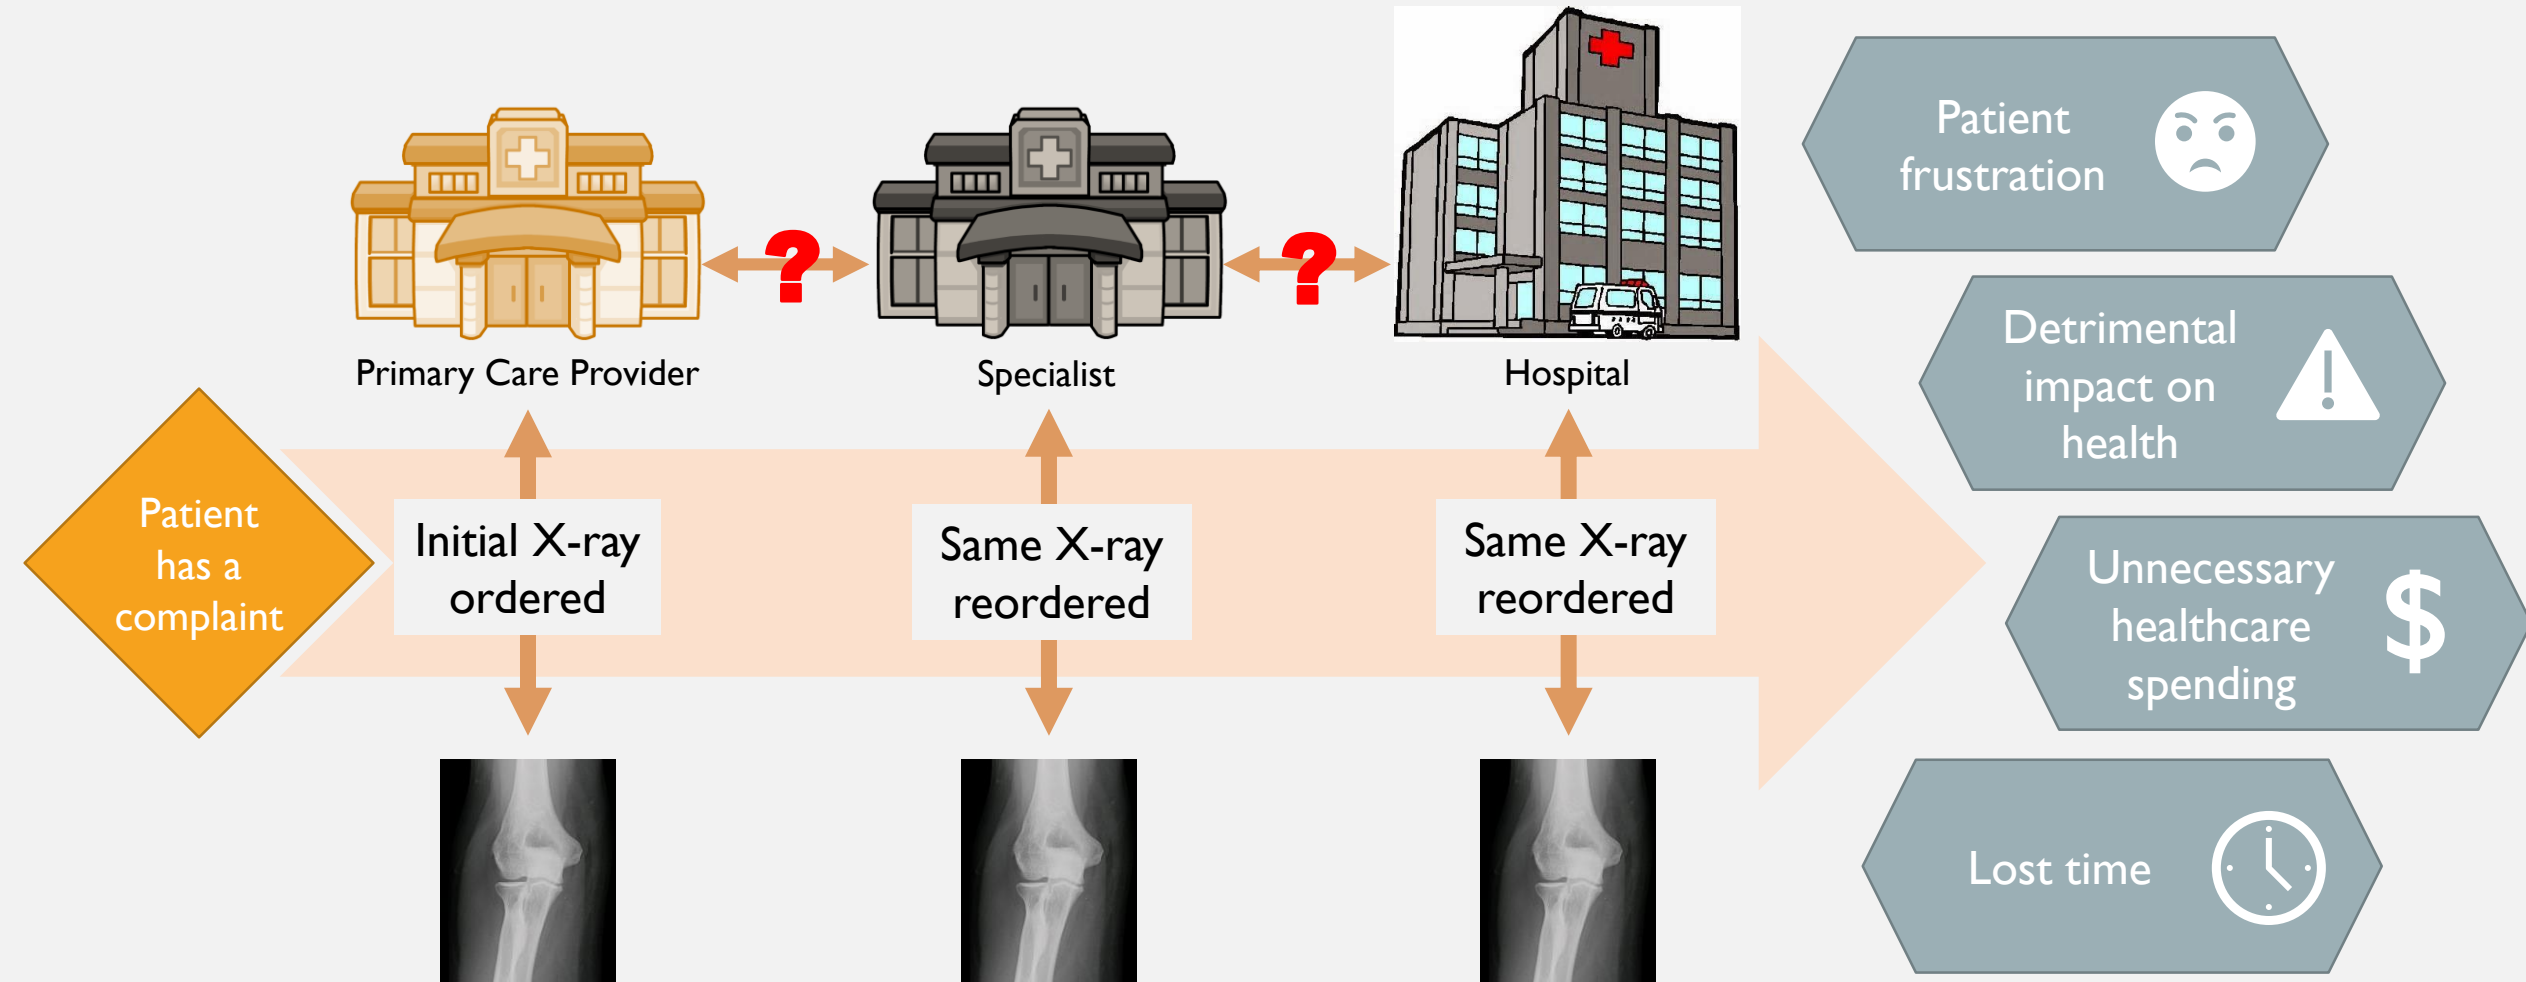 Primary Care Provider
Specialist
Hospital
Patient
has a
complaint
Initial X-ray
ordered
Same X-ray
reordered
Same X-ray
reordered
Patient
frustration
Detrimental
impact on
health
Unnecessary
healthcare
spending
$
Lost time
?
?